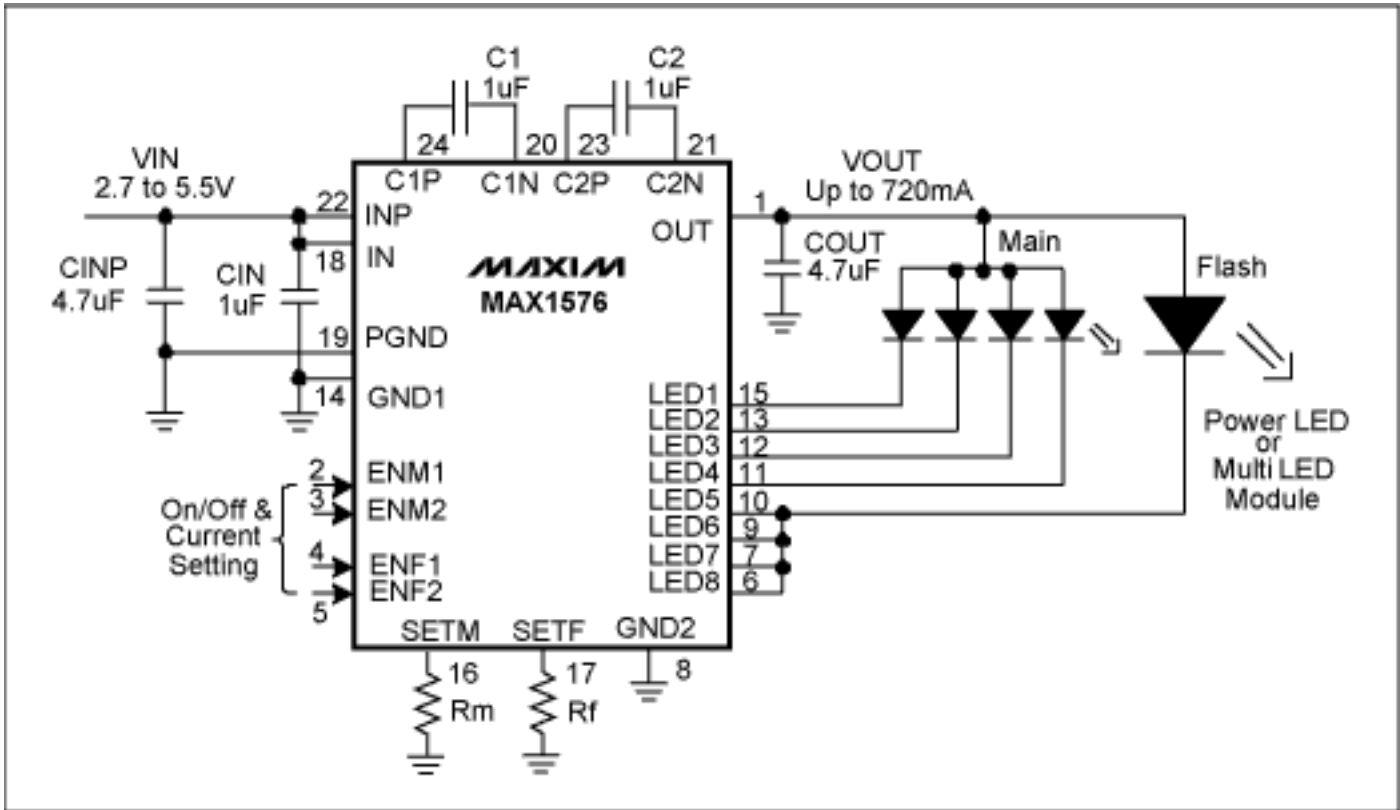 C1
1uF
C2
1uF
24
20
23
21
VIN
2.7 to 5.5V
C1P
C1N
C2P
C2N
VOUT
Up to 720mA
22
INP
1
OUT
18
IN
MAXIM
MAX1576
CINP
4.7uF
CIN
1uF
COUT
4.7uF
Main
Flash
19
PGND
14
GND1
LED1
15
LED2
13
LED3
12
LED4
11
LED5
10
LED6
9
LED7
7
LED8
6
Power LED
or
Multi LED
Module
On/Off &
Current
Setting
2
ENM1
3
ENM2
4
ENF1
5
ENF2
SETM
SETF
GND2
16
Rm
17
Rf
8